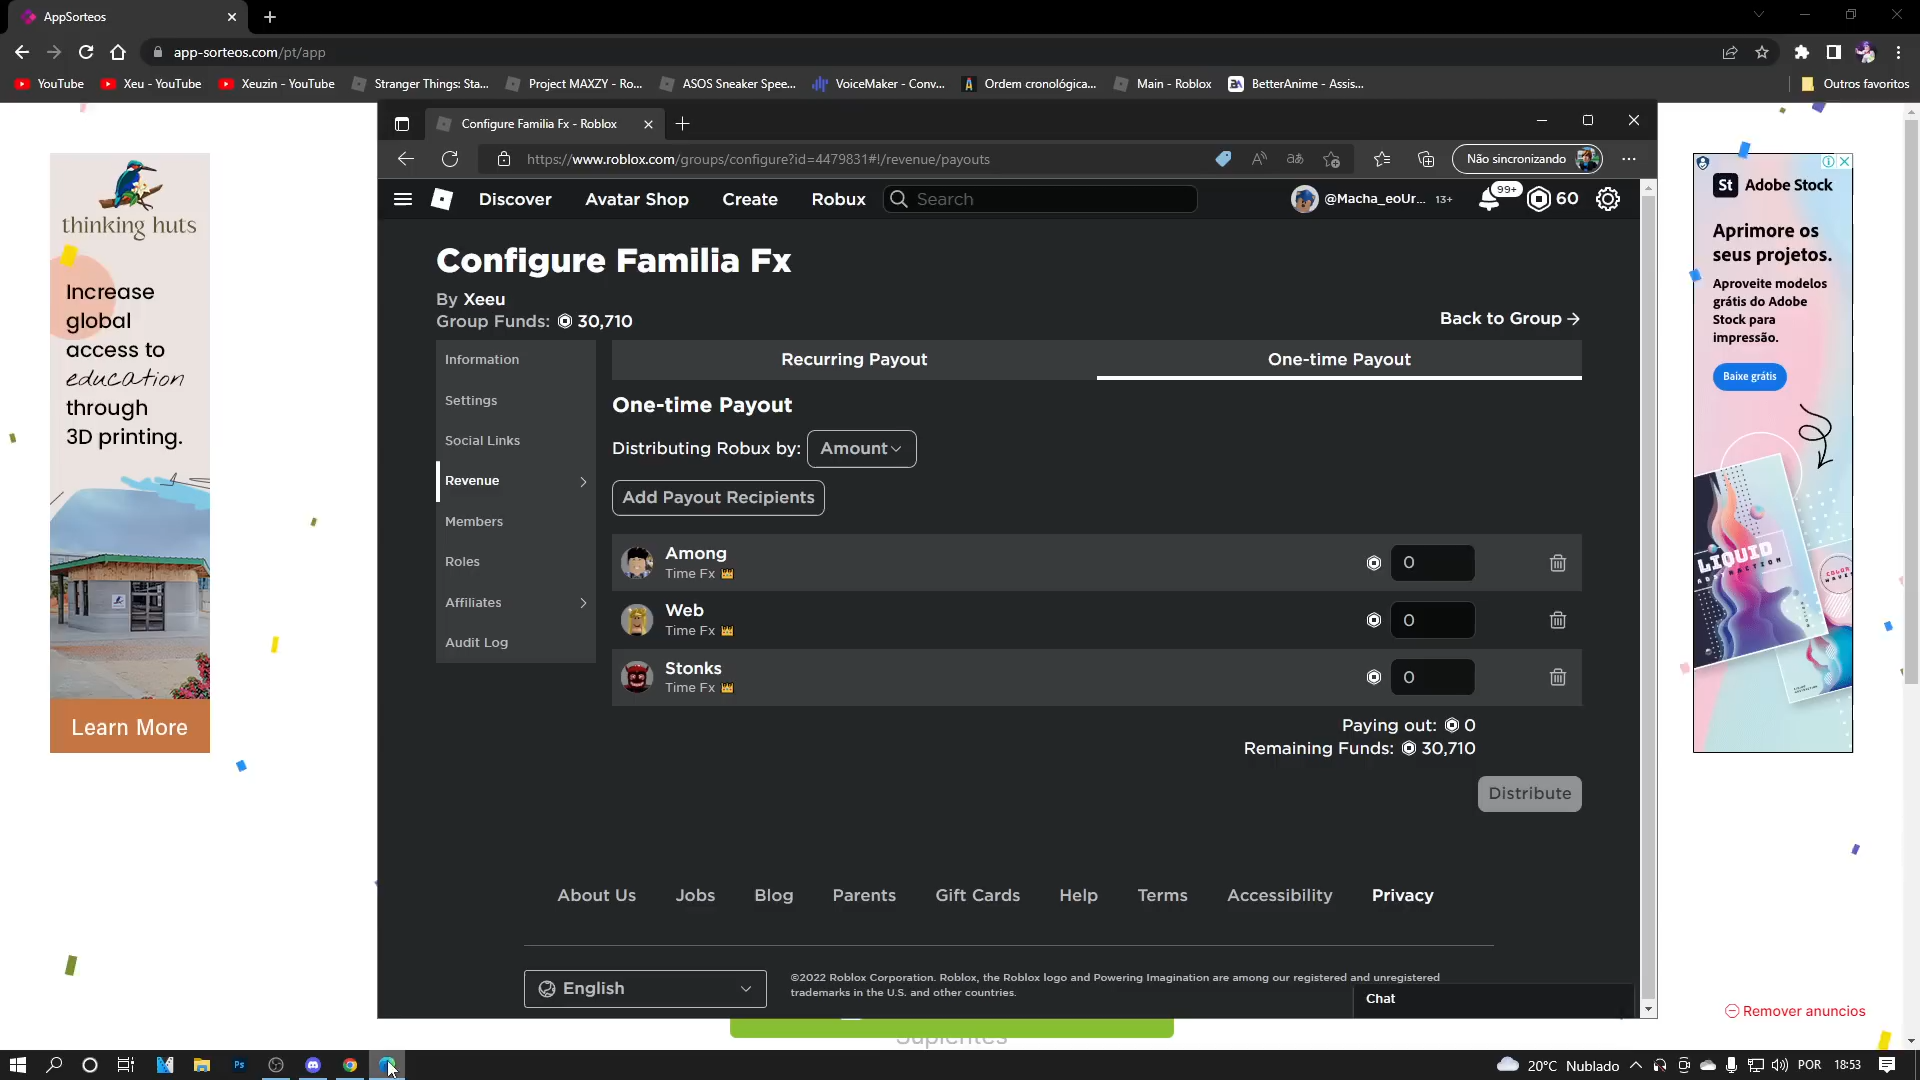 AppSorteos
app-sorteos.com/pt/app
YouTube
Xeu - YouTube
Xeuzin - YouTube
Stranger Things: Sta...
Project MAXZY - Ro...
ASOS Sneaker Spee...
VoiceMaker - Conv...
Ordem cronológica...
Main - Roblox
BetterAnime - Assis...
Outros favoritos
Configure Familia Fx - Roblox
https://www.roblox.com/groups/configure?id=4479831#!/revenue/payouts
Não sincronizando
Discover
Avatar Shop
Create
Robux
Search
@Macha_eoUr...
13+
99+
60
Configure Familia Fx
By Xeeu
Group Funds: 30,710
Back to Group
Information
Settings
Social Links
Revenue
Members
Roles
Affiliates
Audit Log
Recurring Payout
One-time Payout
One-time Payout
Distributing Robux by: Amount
Add Payout Recipients
Among
Time Fx
0
Web
Time Fx
0
Stonks
Time Fx
0
Paying out: 0
Remaining Funds: 30,710
Distribute
About Us
Jobs
Blog
Parents
Gift Cards
Help
Terms
Accessibility
Privacy
English
©2022 Roblox Corporation. Roblox, the Roblox logo and Powering Imagination are among our registered and unregistered
trademarks in the U.S. and other countries.
Chat
thinking huts
Increase
global
access to
education
through
3D printing.
Learn More
St Adobe Stock
Aprimore os
seus projetos.
Aproveite modelos
grátis do Adobe
Stock para
impressão.
Baixe grátis
LIQUID
Remover anuncios
Suplentes
Ps
20°C Nublado
POR
18:53